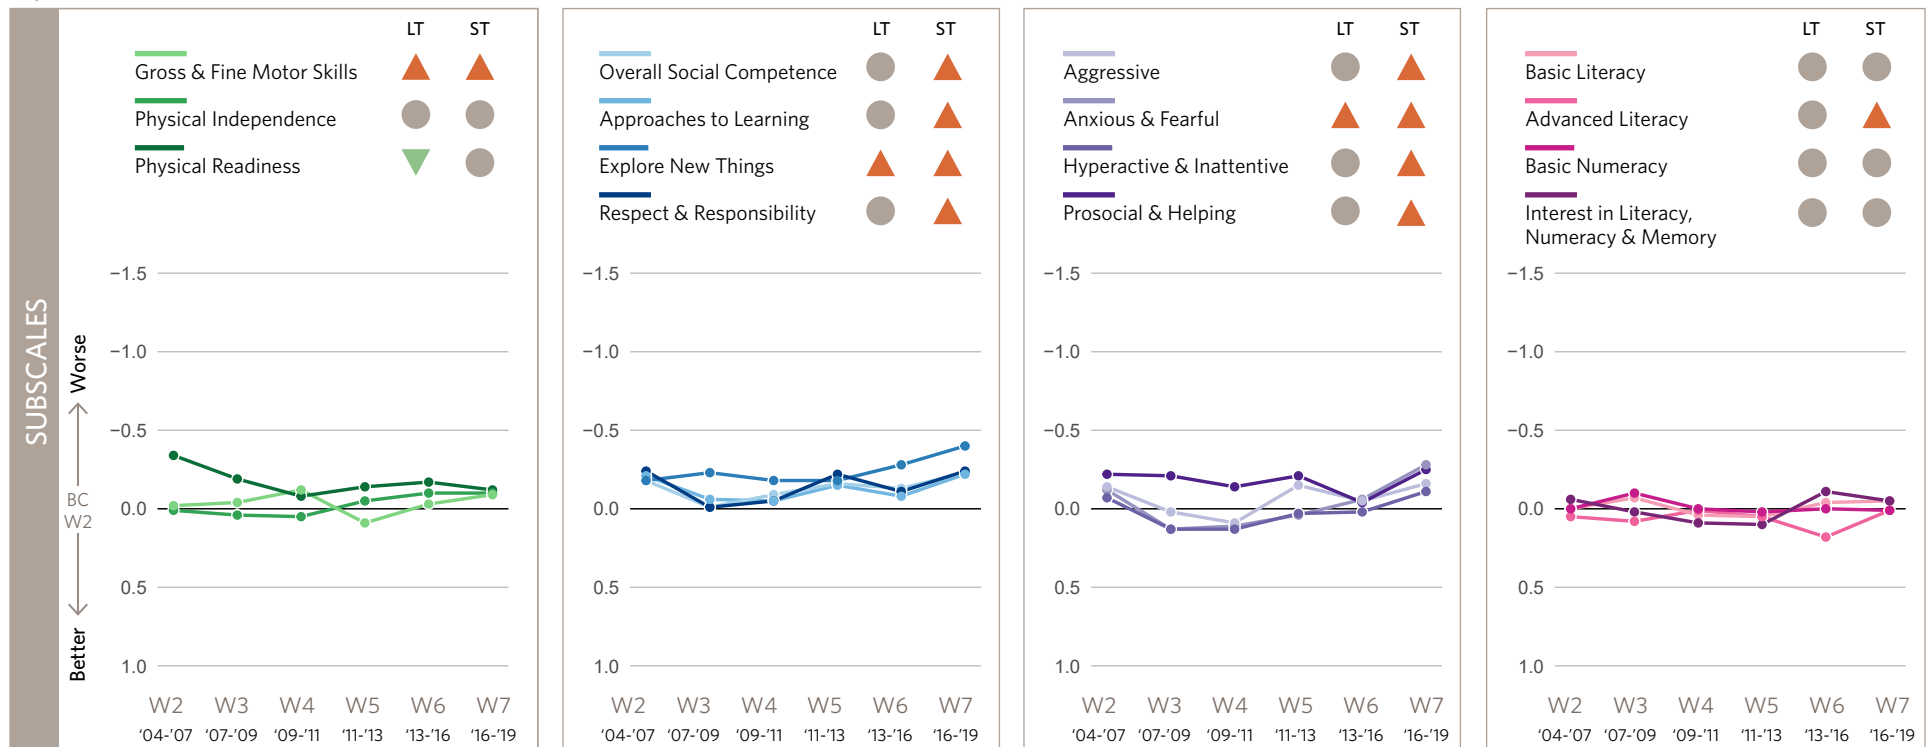 SUBSCALES
Worse
BC
W2
Better
LT ST
Gross & Fine Motor Skills
Physical Independence
Physical Readiness
−1.5
−1.0
−0.5
0.0
0.5
1.0
W2 W3 W4 W5 W6 W7
‘04-’07 ‘07-‘09 ‘09-’11 ‘11-’13 ‘13-’16 ‘16-’19
LT ST
Overall Social Competence
Approaches to Learning
Explore New Things
Respect & Responsibility
−1.5
−1.0
−0.5
0.0
0.5
1.0
W2 W3 W4 W5 W6 W7
‘04-’07 ‘07-‘09 ‘09-’11 ‘11-’13 ‘13-’16 ‘16-’19
LT ST
Aggressive
Anxious & Fearful
Hyperactive & Inattentive
Prosocial & Helping
−1.5
−1.0
−0.5
0.0
0.5
1.0
W2 W3 W4 W5 W6 W7
‘04-’07 ‘07-‘09 ‘09-’11 ‘11-’13 ‘13-’16 ‘16-’19
LT ST
Basic Literacy
Advanced Literacy
Basic Numeracy
Interest in Literacy,
Numeracy & Memory
−1.5
−1.0
−0.5
0.0
0.5
1.0
W2 W3 W4 W5 W6 W7
‘04-’07 ‘07-‘09 ‘09-’11 ‘11-’13 ‘13-’16 ‘16-’19